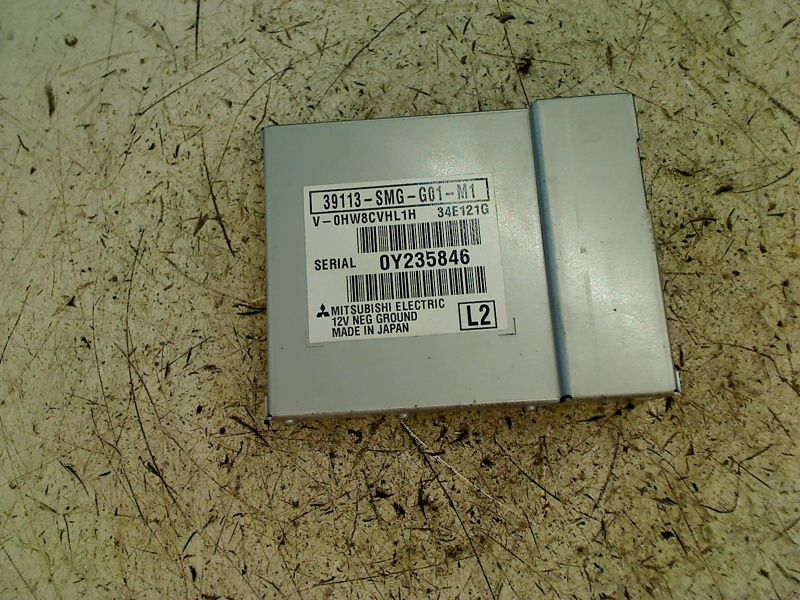 39113-SMG-G01-M1
V-0HW8CVHL1H 34E121G
SERIAL 0Y235846
MITSUBISHI ELECTRIC
12V NEG GROUND
MADE IN JAPAN
L2